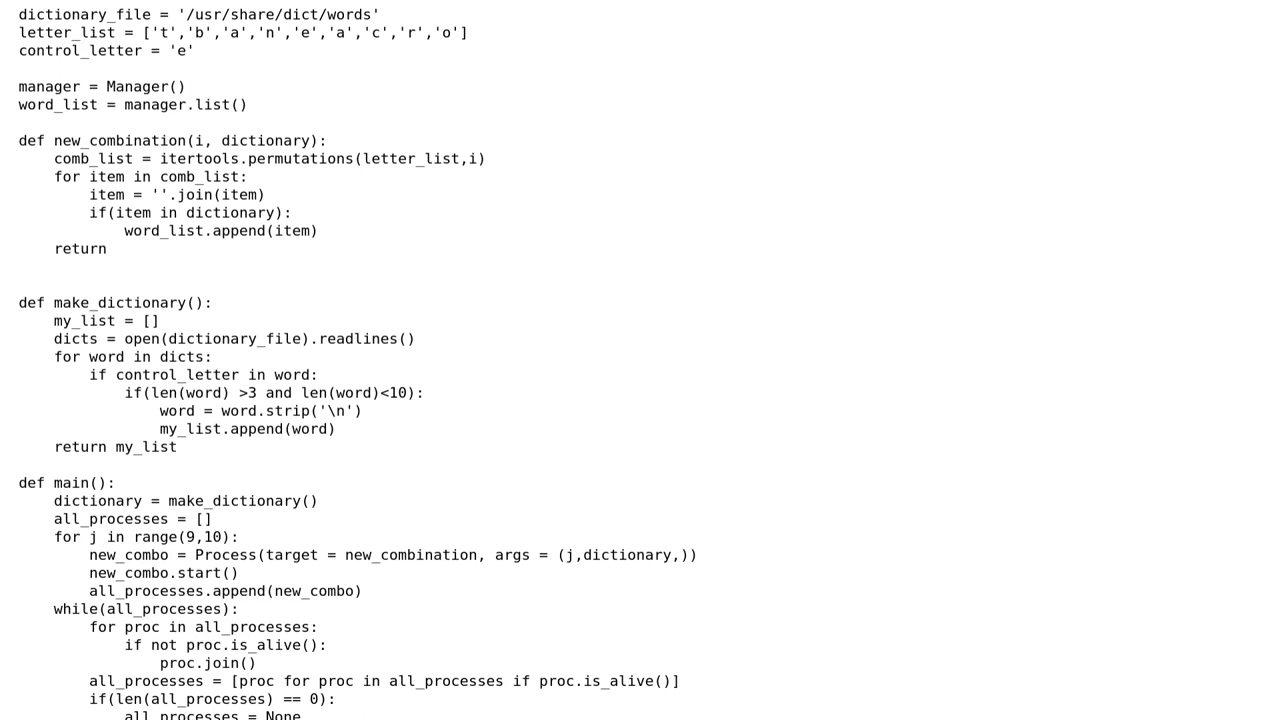 dictionary_file = '/usr/share/dict/words'
letter_list = ['t','b','a','n','e','a','c','r','o']
control_letter = 'e'

manager = Manager()
word_list = manager.list()

def new_combination(i, dictionary):
    comb_list = itertools.permutations(letter_list,i)
    for item in comb_list:
        item = ''.join(item)
        if(item in dictionary):
            word_list.append(item)
    return


def make_dictionary():
    my_list = []
    dicts = open(dictionary_file).readlines()
    for word in dicts:
        if control_letter in word:
            if(len(word) >3 and len(word)<10):
                word = word.strip('\n')
                my_list.append(word)
    return my_list

def main():
    dictionary = make_dictionary()
    all_processes = []
    for j in range(9,10):
        new_combo = Process(target = new_combination, args = (j,dictionary,))
        new_combo.start()
        all_processes.append(new_combo)
    while(all_processes):
        for proc in all_processes:
            if not proc.is_alive():
                proc.join()
        all_processes = [proc for proc in all_processes if proc.is_alive()]
        if(len(all_processes) == 0):
            all_processes = None